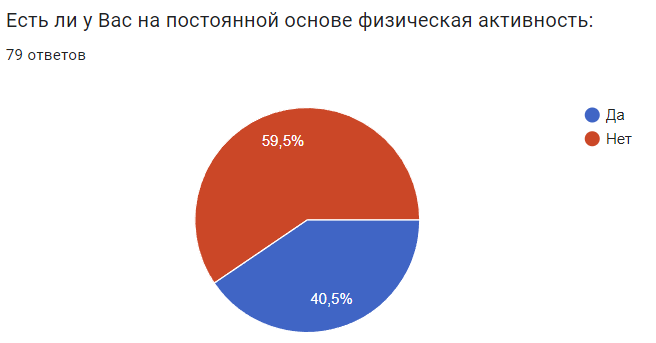 Есть ли у Вас на постоянной основе физическая активность:
79 ответов
Да
Нет
59,5%
40,5%